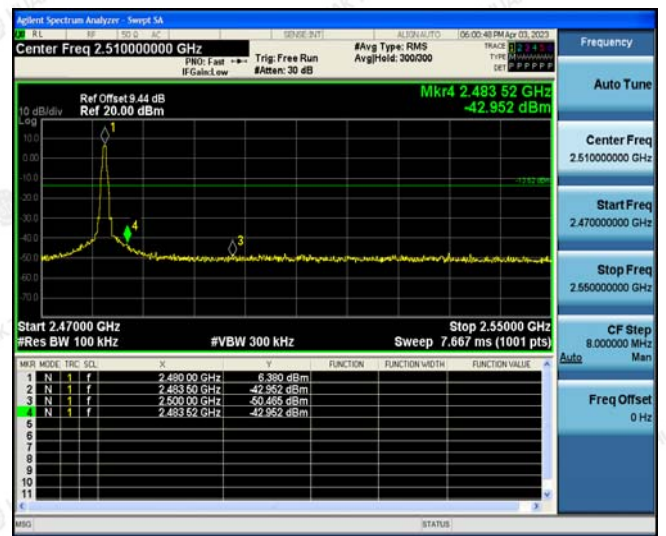 Agilent Spectrum Analyzer - Swept SA
RL RF 50 Ω AC SENSE:INT ALIGNAUTO 06:00:48 PM Apr 03, 2023
Center Freq 2.510000000 GHz #Avg Type: RMS TRACE 1 2 3 4 5 6
PNO: Fast Trig: Free Run Avg|Hold: 300/300 TYPE
IFGain:Low #Atten: 30 dB DET P P P P P P
Frequency
Auto Tune
Center Freq
2.510000000 GHz
Start Freq
2.470000000 GHz
Stop Freq
2.550000000 GHz
CF Step
8.000000 MHz
Auto Man
Freq Offset
0 Hz
Mkr4 2.483 52 GHz
-42.952 dBm
Ref Offset 9.44 dB
10 dB/div Ref 20.00 dBm
Log
10.0
0.00
-10.0
-20.0
-30.0
-40.0
-50.0
-60.0
-70.0
1
4
3
-13.62 dBm
Start 2.47000 GHz Stop 2.55000 GHz
#Res BW 100 kHz #VBW 300 kHz Sweep 7.667 ms (1001 pts)
MKR MODE TRC SCL X Y FUNCTION FUNCTION WIDTH FUNCTION VALUE
1 N 1 f 2.480 00 GHz 6.380 dBm
2 N 1 f 2.483 50 GHz -42.952 dBm
3 N 1 f 2.500 00 GHz -50.465 dBm
4 N 1 f 2.483 52 GHz -42.952 dBm
5
6
7
8
9
10
11
MSG STATUS